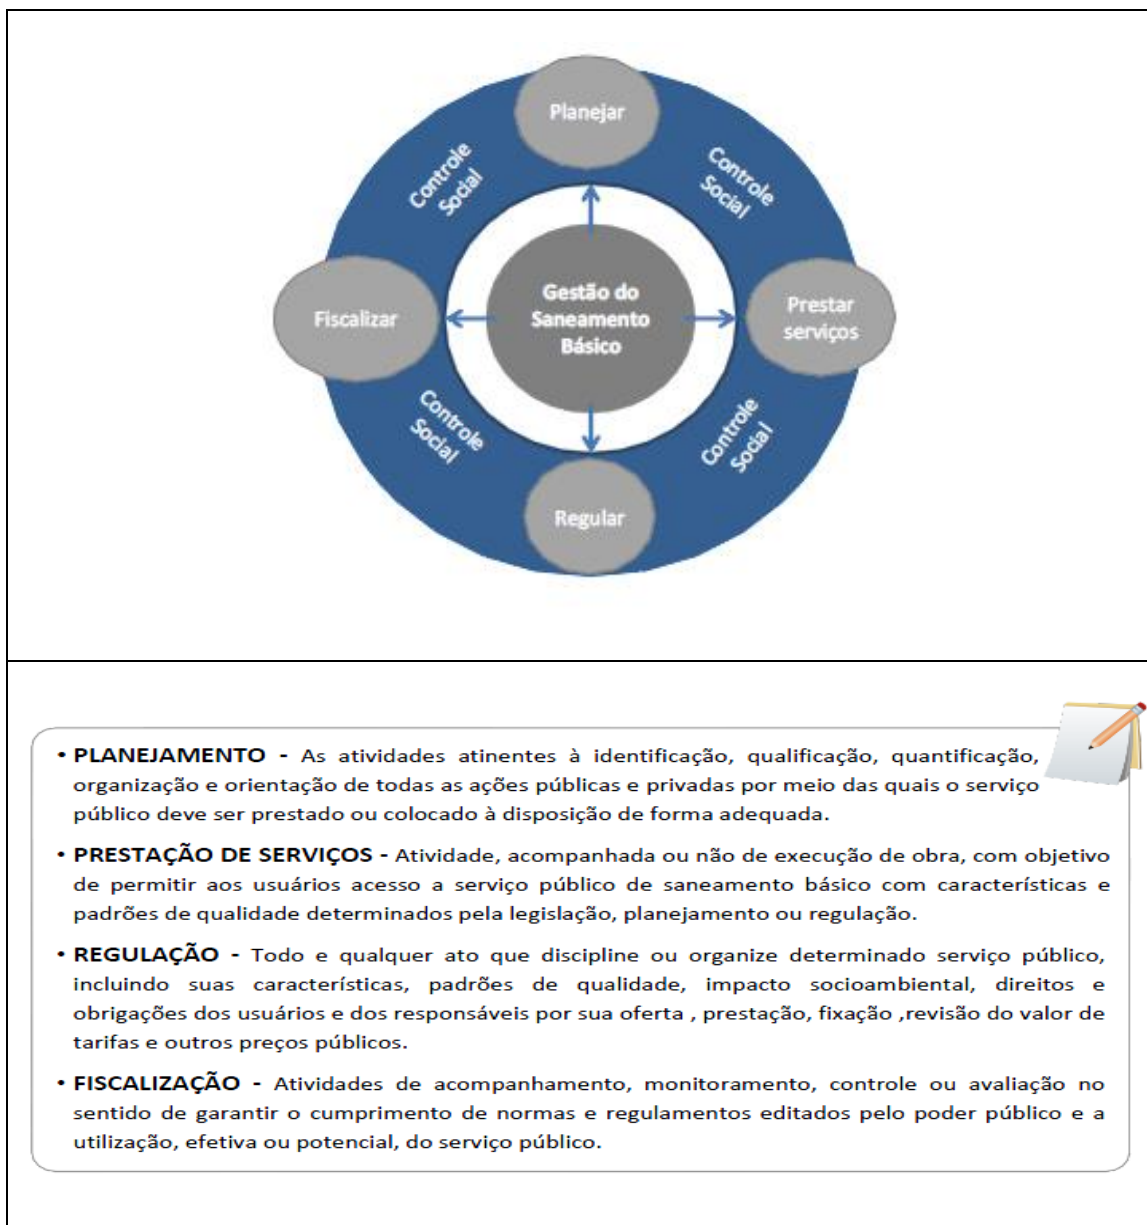 Planejar
Controle
Social
Controle
Social
Fiscalizar
Gestão do
Saneamento
Básico
Prestar
serviços
Controle
Social
Controle
Social
Regular
• PLANEJAMENTO - As atividades atinentes à identificação, qualificação, quantificação,
organização e orientação de todas as ações públicas e privadas por meio das quais o serviço
público deve ser prestado ou colocado à disposição de forma adequada.
• PRESTAÇÃO DE SERVIÇOS - Atividade, acompanhada ou não de execução de obra, com objetivo
de permitir aos usuários acesso a serviço público de saneamento básico com características e
padrões de qualidade determinados pela legislação, planejamento ou regulação.
• REGULAÇÃO - Todo e qualquer ato que discipline ou organize determinado serviço público,
incluindo suas características, padrões de qualidade, impacto socioambiental, direitos e
obrigações dos usuários e dos responsáveis por sua oferta , prestação, fixação ,revisão do valor de
tarifas e outros preços públicos.
• FISCALIZAÇÃO - Atividades de acompanhamento, monitoramento, controle ou avaliação no
sentido de garantir o cumprimento de normas e regulamentos editados pelo poder público e a
utilização, efetiva ou potencial, do serviço público.